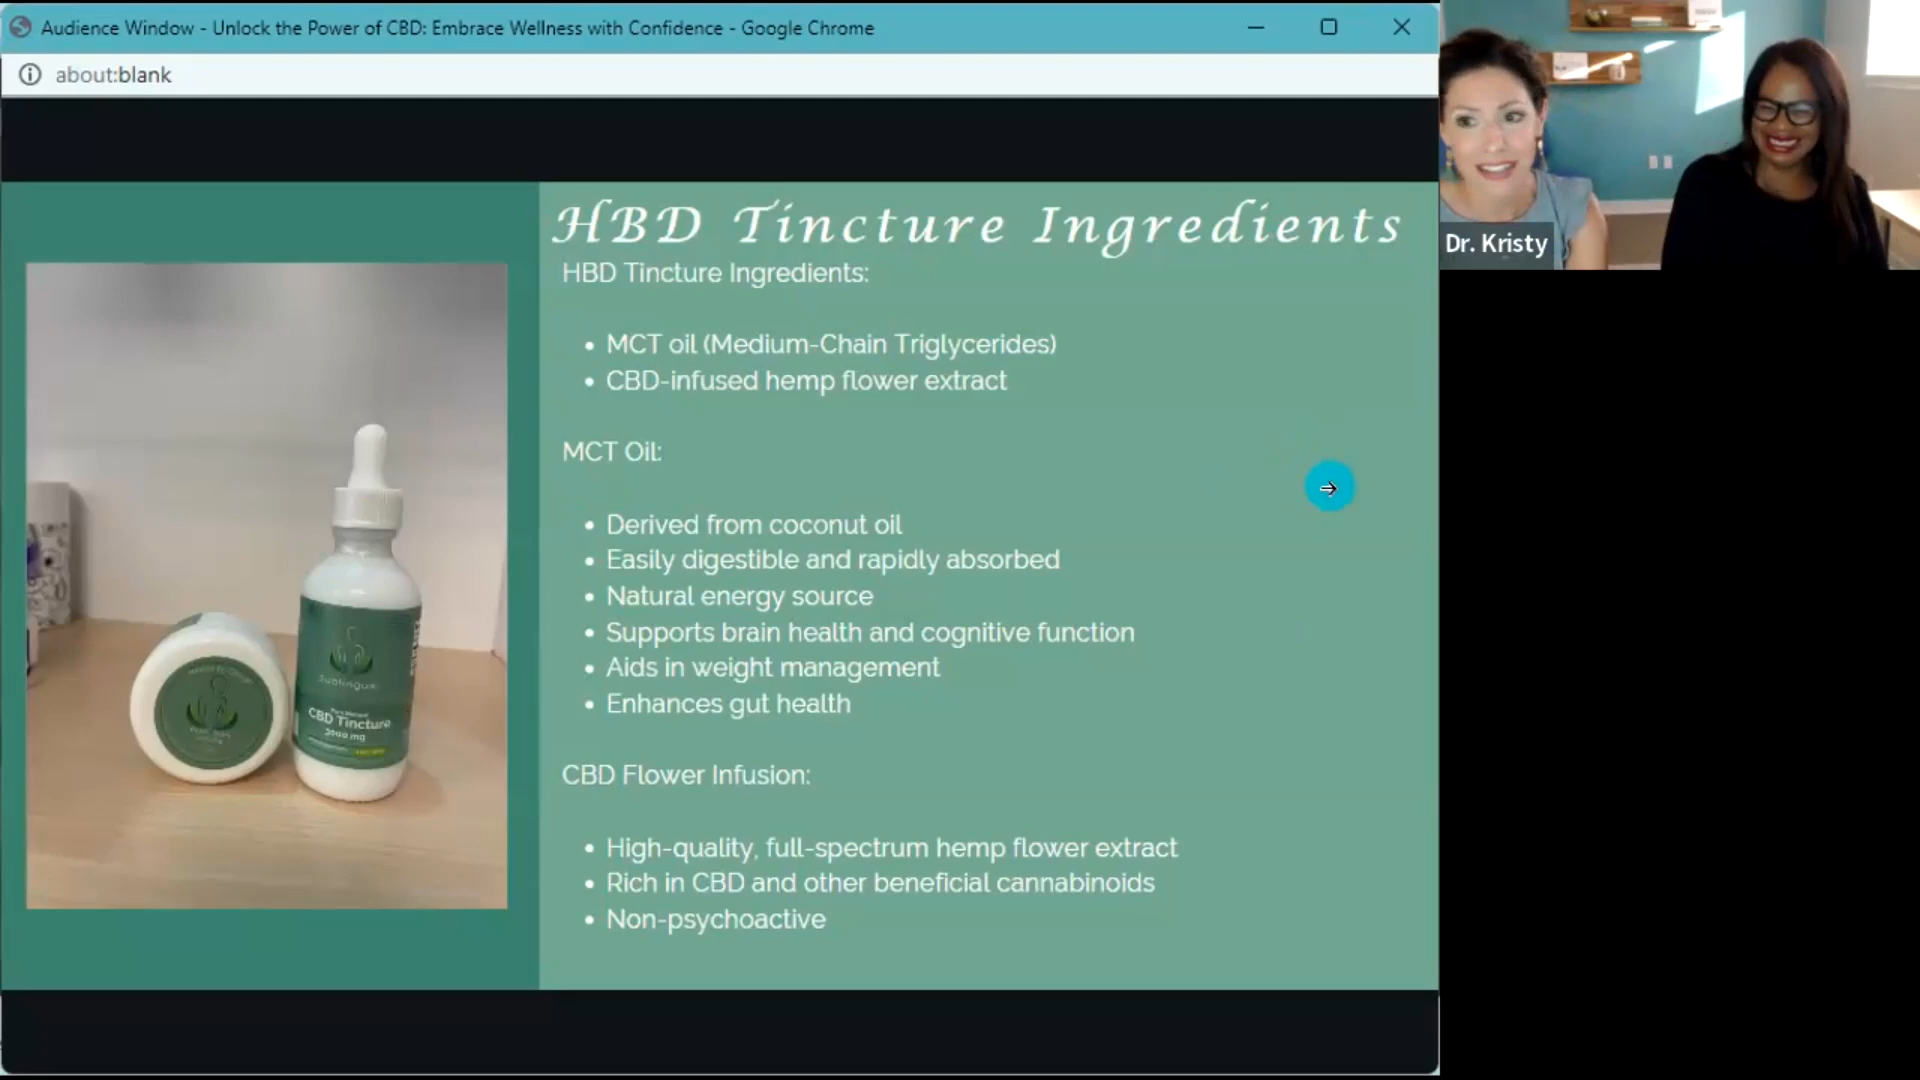 Audience Window - Unlock the Power of CBD: Embrace Wellness with Confidence - Google Chrome
about:blank
Dr. Kristy
HBD Tincture Ingredients
HBD Tincture Ingredients:
• MCT oil (Medium-Chain Triglycerides)
• CBD-infused hemp flower extract
MCT Oil:
• Derived from coconut oil
• Easily digestible and rapidly absorbed
• Natural energy source
• Supports brain health and cognitive function
• Aids in weight management
• Enhances gut health
CBD Flower Infusion:
• High-quality, full-spectrum hemp flower extract
• Rich in CBD and other beneficial cannabinoids
• Non-psychoactive
CBD Tincture